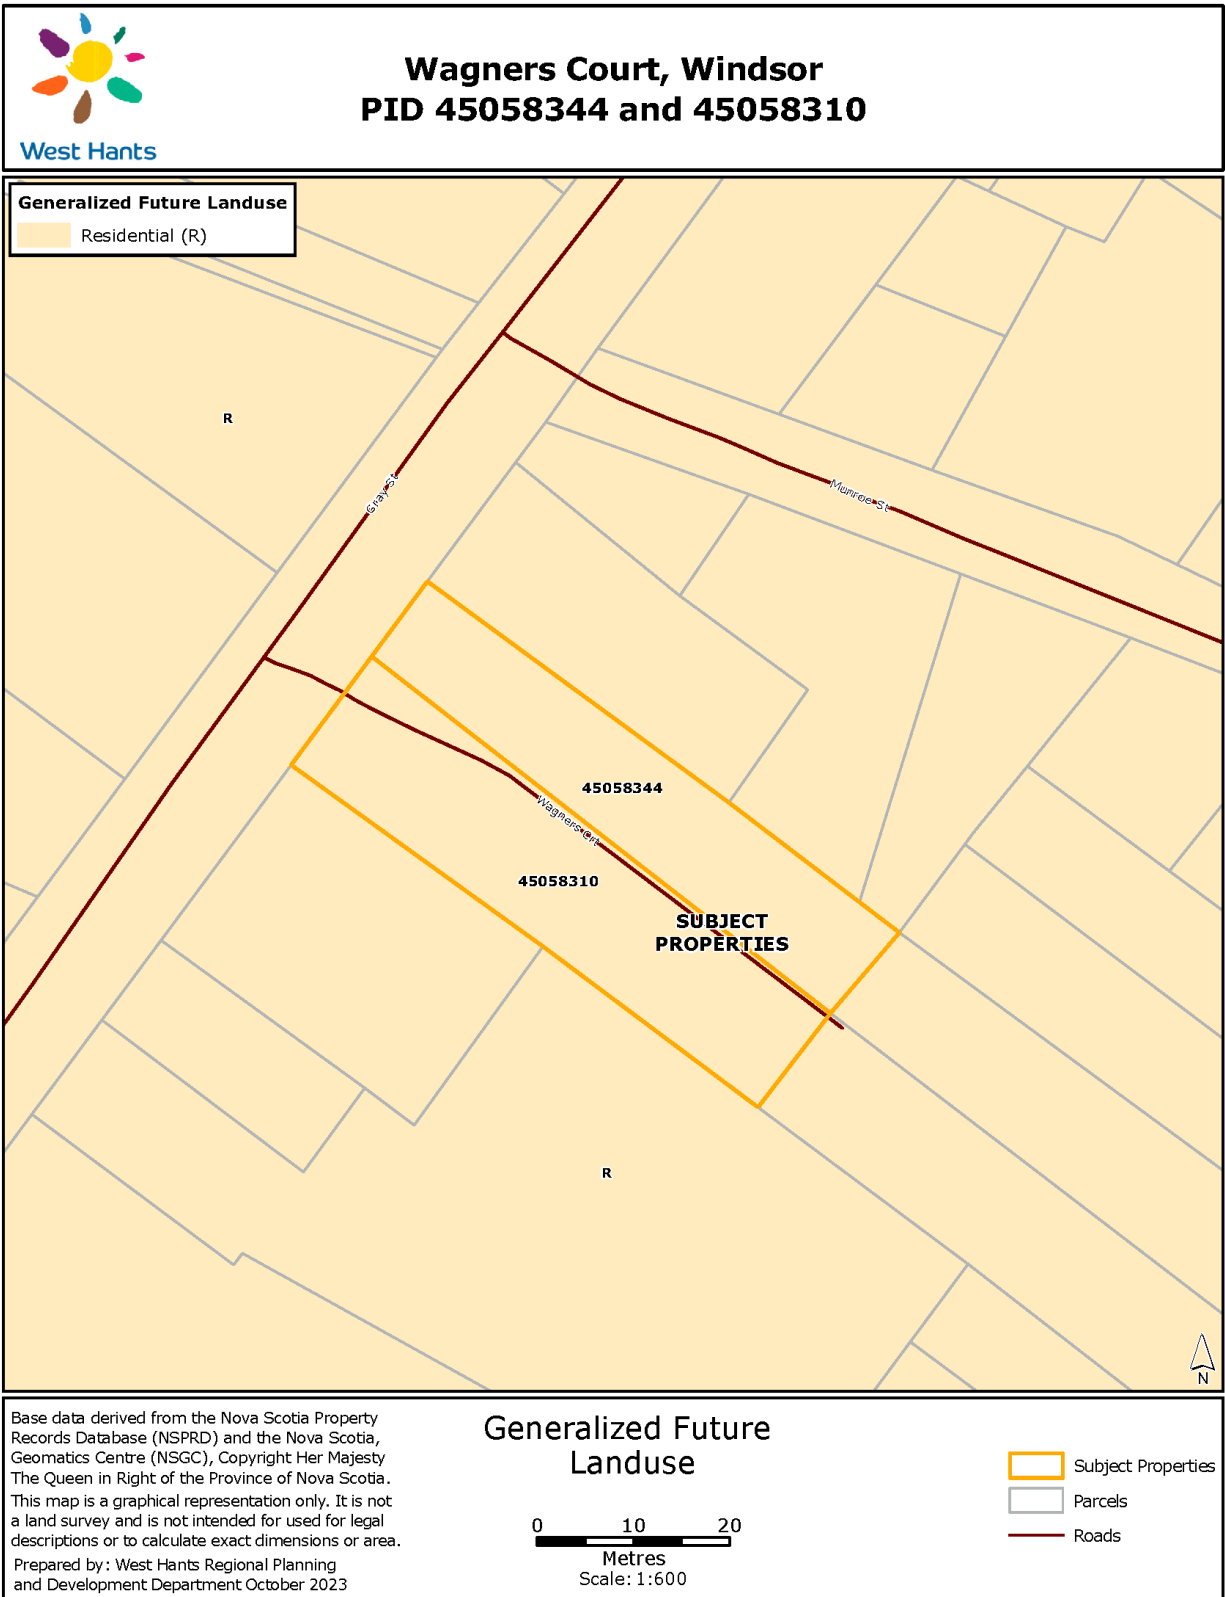 West Hants
Wagners Court, Windsor
PID 45058344 and 45058310
Generalized Future Landuse
Residential (R)
R
Gray St
Munroe St
45058344
Wagners Crt
45058310
SUBJECT
PROPERTIES
R
N
Base data derived from the Nova Scotia Property
Records Database (NSPRD) and the Nova Scotia,
Geomatics Centre (NSGC), Copyright Her Majesty
The Queen in Right of the Province of Nova Scotia.
This map is a graphical representation only. It is not
a land survey and is not intended for used for legal
descriptions or to calculate exact dimensions or area.
Prepared by: West Hants Regional Planning
and Development Department October 2023
Generalized Future
Landuse
0 10 20
Metres
Scale: 1:600
Subject Properties
Parcels
Roads